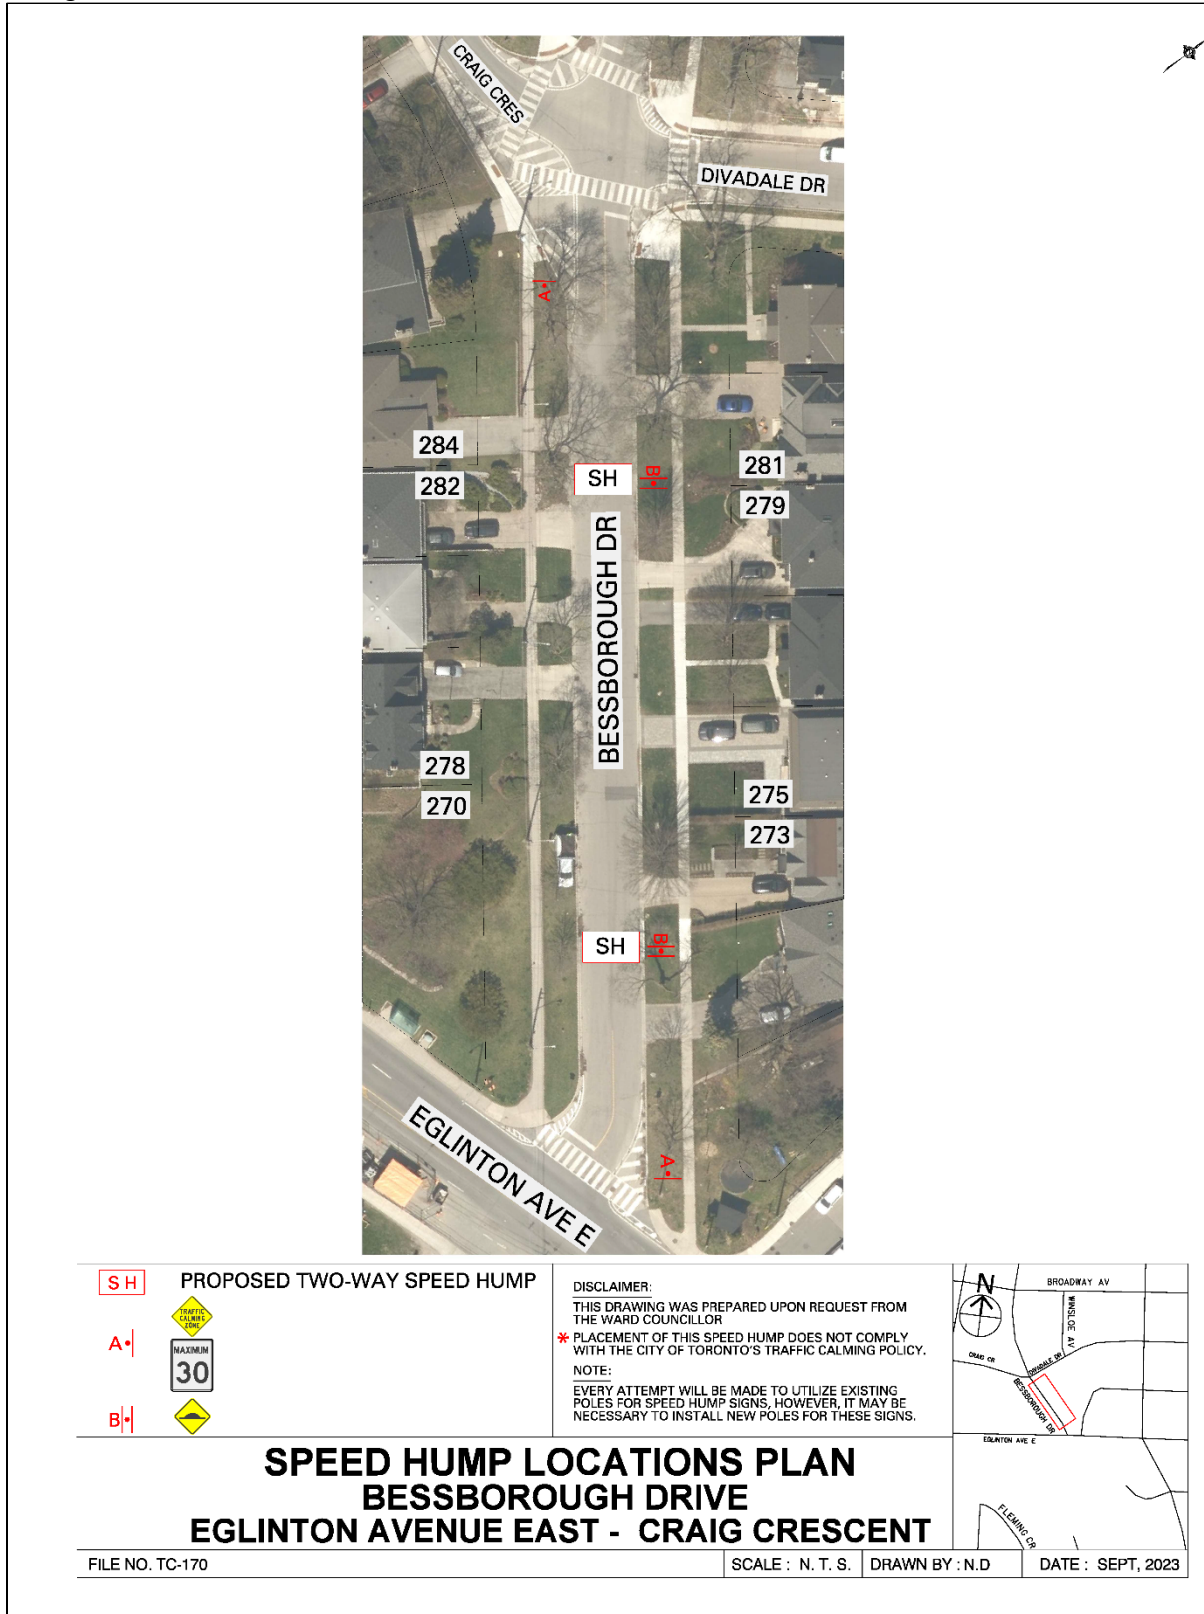 CRAIG CRES
DIVADALE DR
A
284
282
SH
B
281
279
BESSBOROUGH DR
278
270
275
273
SH
B
A
EGLINTON AVE E
SH PROPOSED TWO-WAY SPEED HUMP
TRAFFIC
CALMING
ZONE
A
MAXIMUM
30
B
DISCLAIMER:
THIS DRAWING WAS PREPARED UPON REQUEST FROM
THE WARD COUNCILLOR
* PLACEMENT OF THIS SPEED HUMP DOES NOT COMPLY
WITH THE CITY OF TORONTO'S TRAFFIC CALMING POLICY.
NOTE:
EVERY ATTEMPT WILL BE MADE TO UTILIZE EXISTING
POLES FOR SPEED HUMP SIGNS, HOWEVER, IT MAY BE
NECESSARY TO INSTALL NEW POLES FOR THESE SIGNS.
N
BROADWAY AV
WINSLOE AV
CRAIG CR
DIVADALE DR
BESSBOROUGH DR
EGLINTON AVE E
FLEMING CR
SPEED HUMP LOCATIONS PLAN
BESSBOROUGH DRIVE
EGLINTON AVENUE EAST - CRAIG CRESCENT
FILE NO. TC-170
SCALE : N. T. S.
DRAWN BY : N.D
DATE : SEPT, 2023